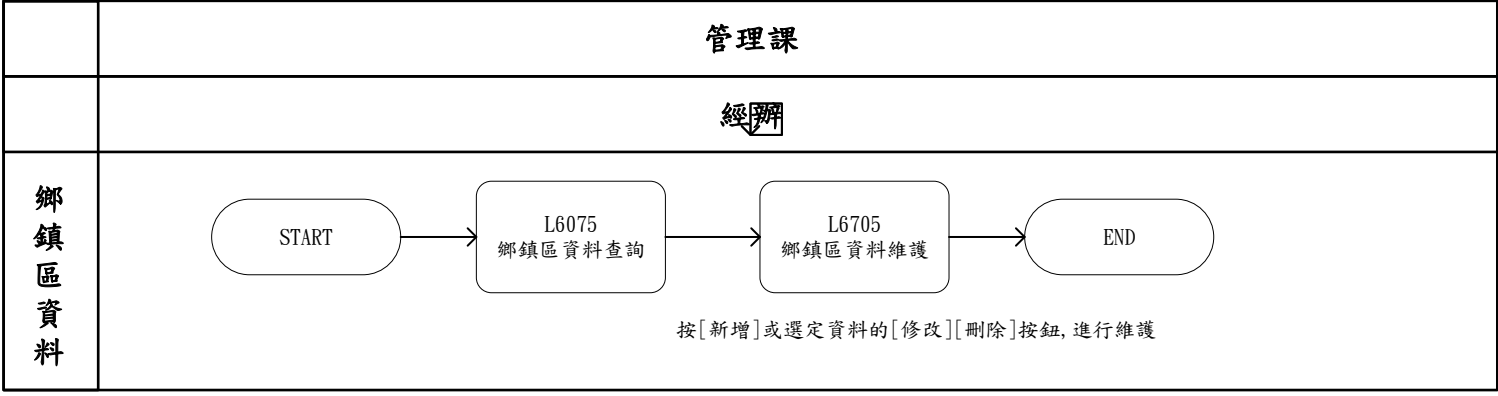 管理課
經辦
鄉鎮區資料
START
L6075
鄉鎮區資料查詢
L6705
鄉鎮區資料維護
END
按[新增]或選定資料的[修改][刪除]按鈕,進行維護